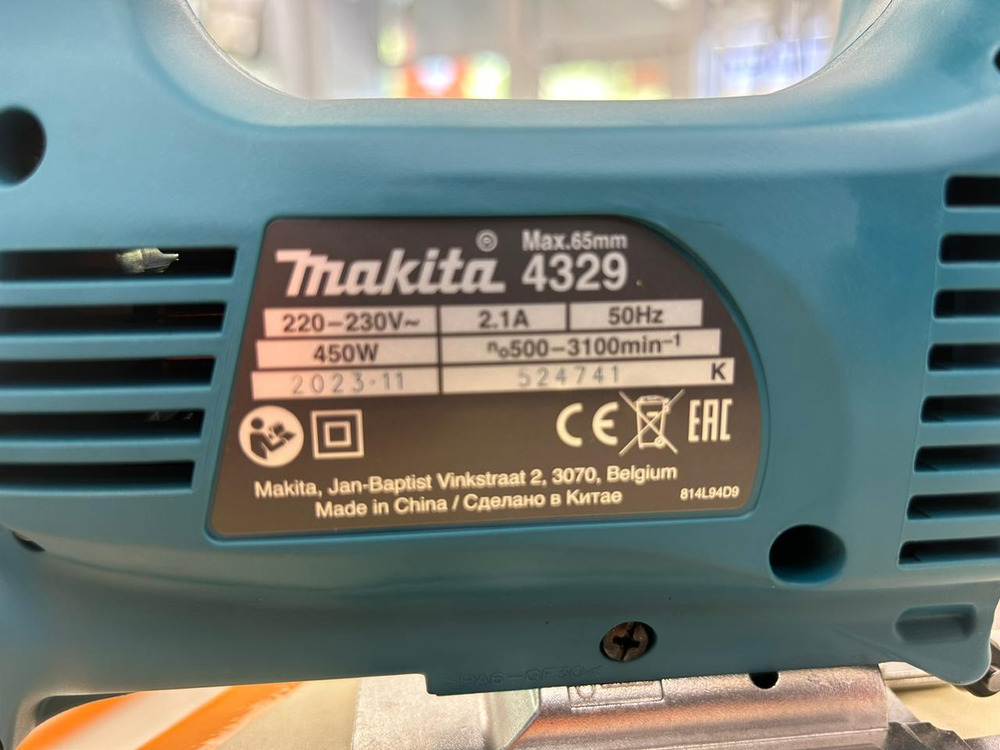 Makita ® Max.65mm
4329
220–230V~ 2.1A 50Hz
450W n₀500–3100min⁻¹
2023·11 524741 K
CE EAC
Makita, Jan-Baptist Vinkstraat 2, 3070, Belgium
Made in China / Сделано в Китае
814L94D9